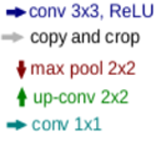 conv 3x3, ReLU
copy and crop
max pool 2x2
up-conv 2x2
conv 1x1